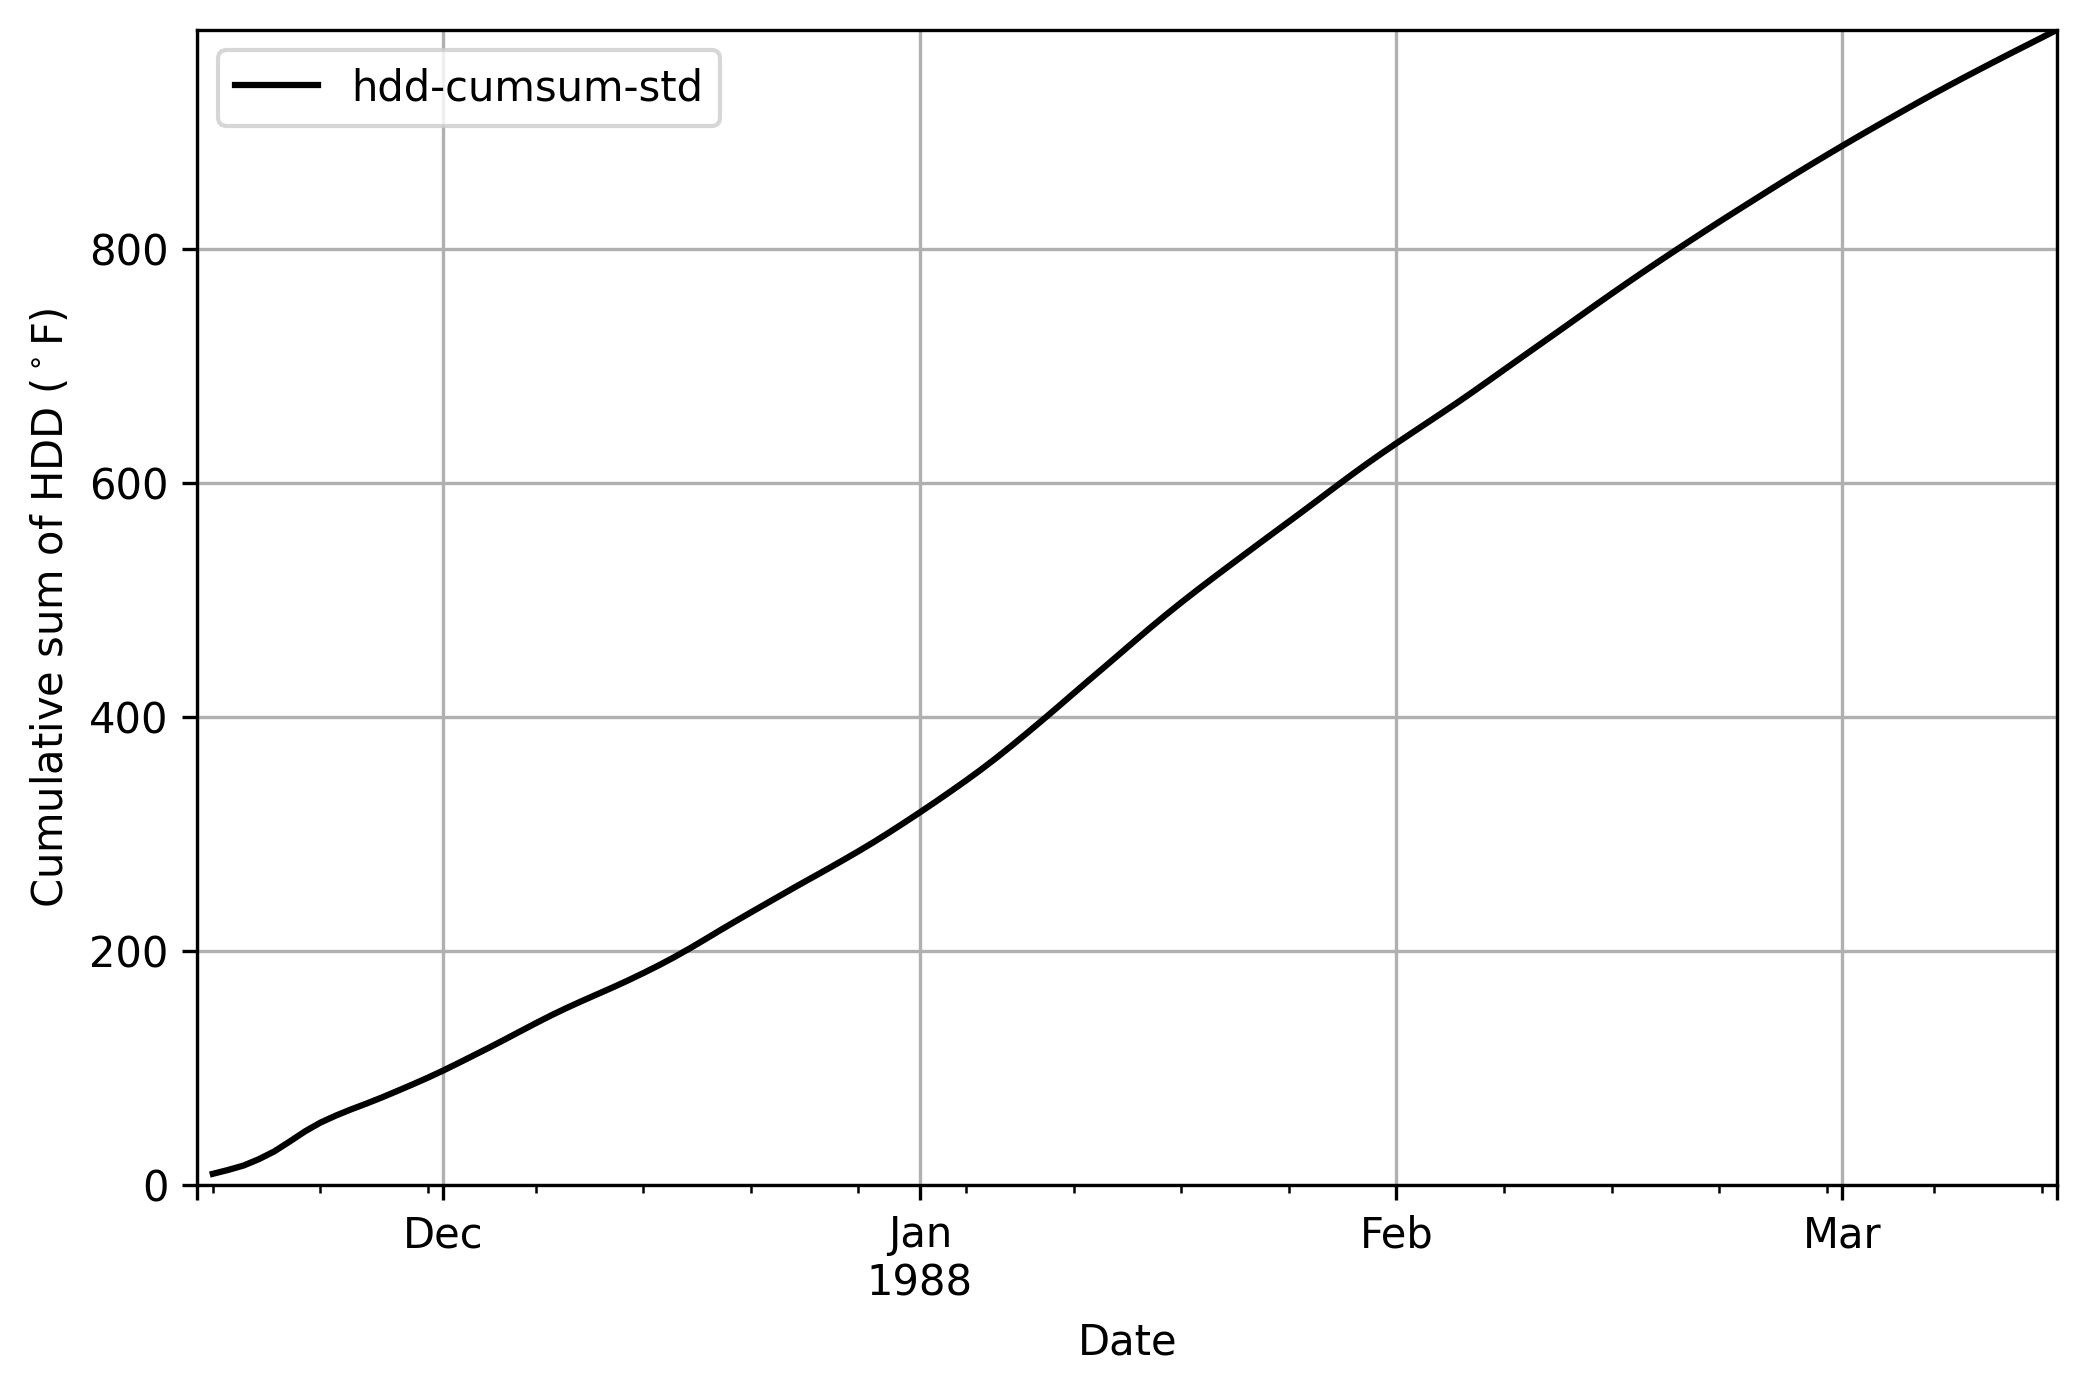 hdd-cumsum-std
Cumulative sum of HDD (°F)
800
600
400
200
0
Dec
Jan
1988
Feb
Mar
Date